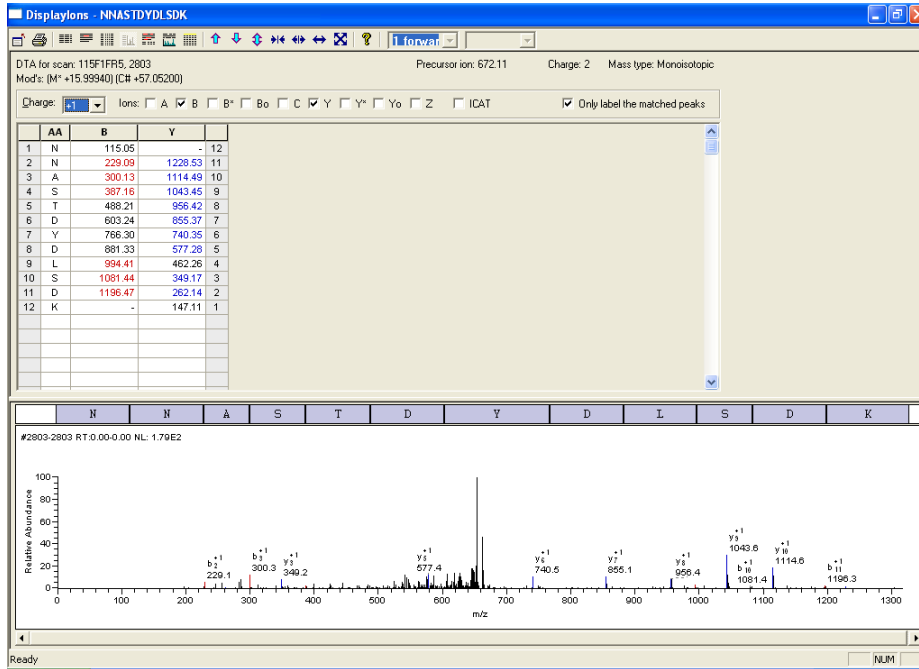 DisplayIons - NNASTDYDLSDK
1 forwar
DTA for scan: 115F1FR5, 2803 Precursor ion: 672.11 Charge: 2 Mass type: Monoisotopic
Mod's: (M* +15.99940) (C# +57.05200)
Charge: +1 Ions: A B B* Bo C Y Y* Yo Z ICAT Only label the matched peaks
AA B Y
1 N 115.05 - 12
2 N 229.09 1228.53 11
3 A 300.13 1114.49 10
4 S 387.16 1043.45 9
5 T 488.21 956.42 8
6 D 603.24 855.37 7
7 Y 766.30 740.35 6
8 D 881.33 577.28 5
9 L 994.41 462.26 4
10 S 1081.44 349.17 3
11 D 1196.47 262.14 2
12 K - 147.11 1
N N A S T D Y D L S D K
#2803-2803 RT:0.00-0.00 NL: 1.79E2
Relative Abundance
100
80
60
40
20
0
b2 +1
229.1
b3 +1
300.3
y3 +1
349.2
y5 +1
577.4
y6 +1
740.5
y7 +1
855.1
y8 +1
956.4
y9 +1
1043.6
b10 +1
1081.4
y10 +1
1114.6
b11 +1
1196.3
0 100 200 300 400 500 600 700 800 900 1000 1100 1200 1300
m/z
Ready NUM